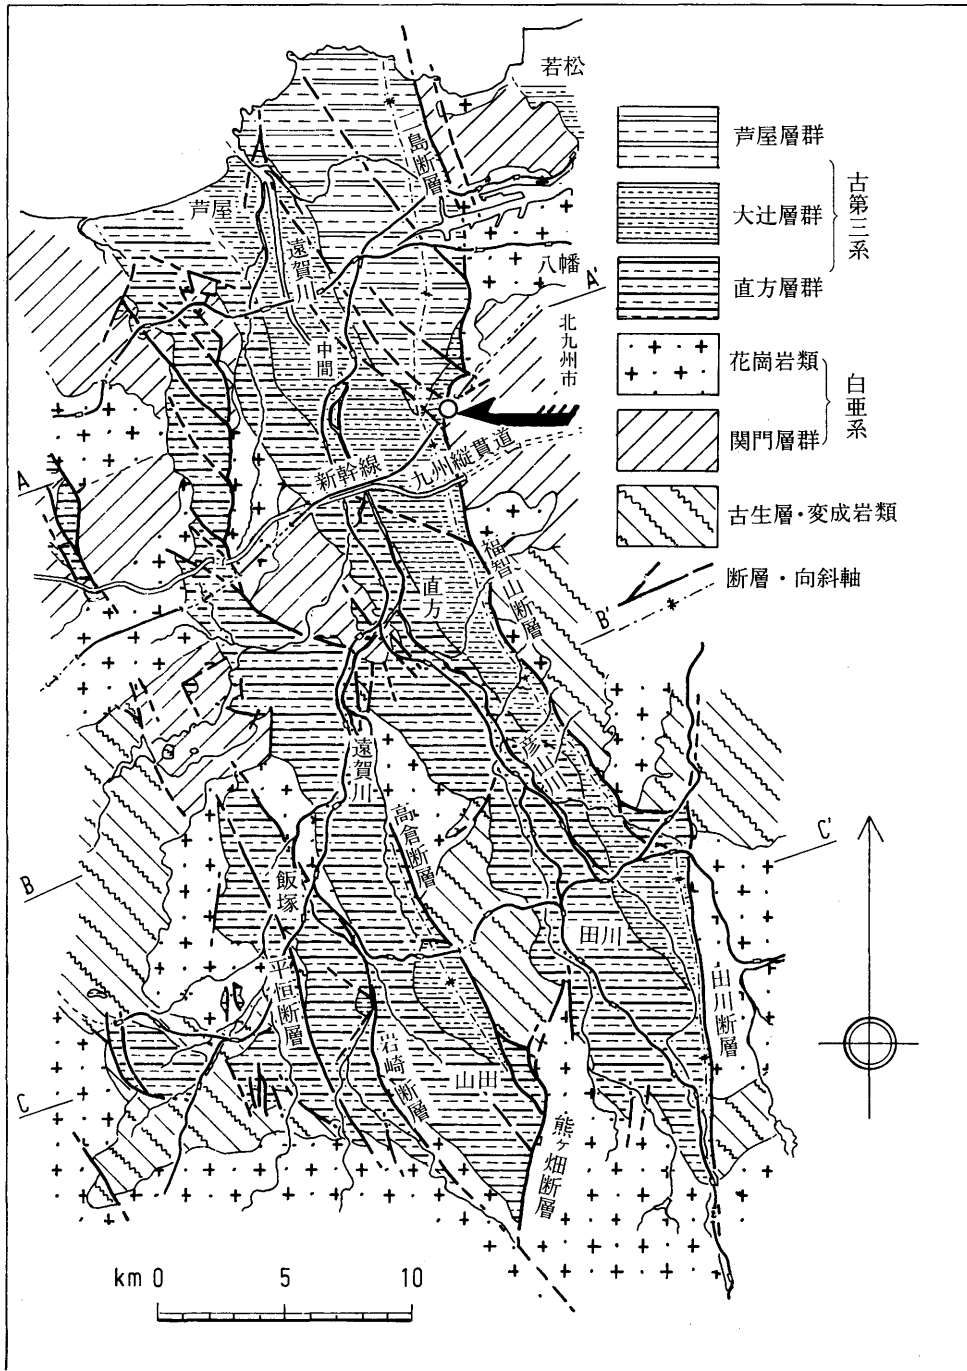 若松
島断層
芦屋
遠賀川
八幡
A'
北九州市
中間
新幹線
九州縦貫道
A
福智山断層
直方
B'
彦山川
遠賀川
高倉断層
C'
B
飯塚
田川
平恒断層
田川断層
岩崎断層
山田
C
熊ヶ畑断層
芦屋層群
大辻層群
直方層群
古第三系
花崗岩類
関門層群
白亜系
古生層・変成岩類
断層・向斜軸
km 0 5 10